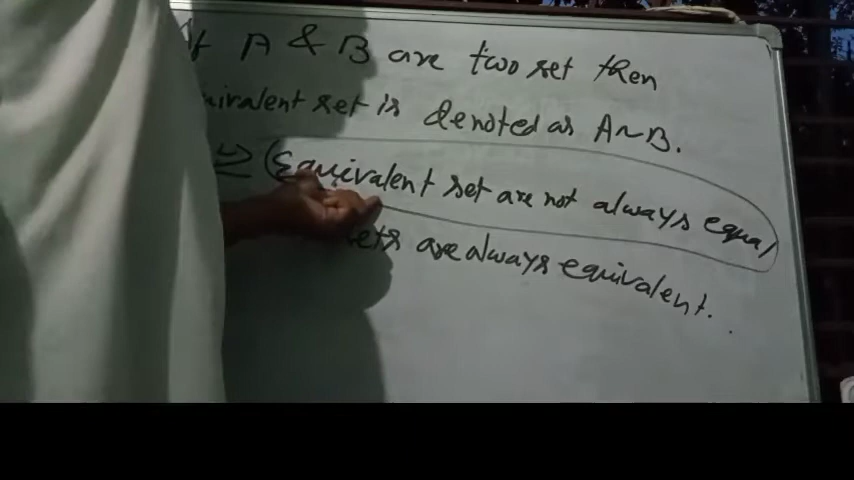 If A & B are two set then
uivalent set is denoted as A~B.
=> (Equivalent set are not always equal
sets are always equivalent.